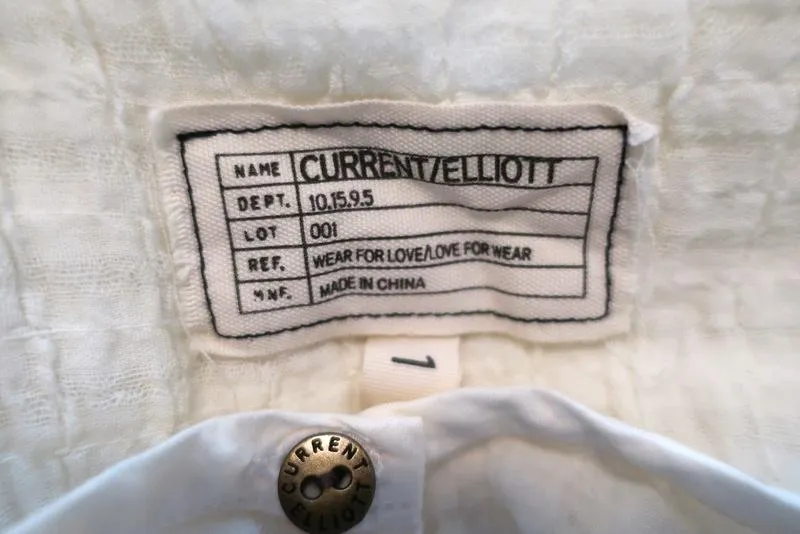 NAME CURRENT/ELLIOTT
DEPT. 10.15.9.5
LOT 001
REF. WEAR FOR LOVE/LOVE FOR WEAR
MNF. MADE IN CHINA
1
CURRENT
ELLIOTT